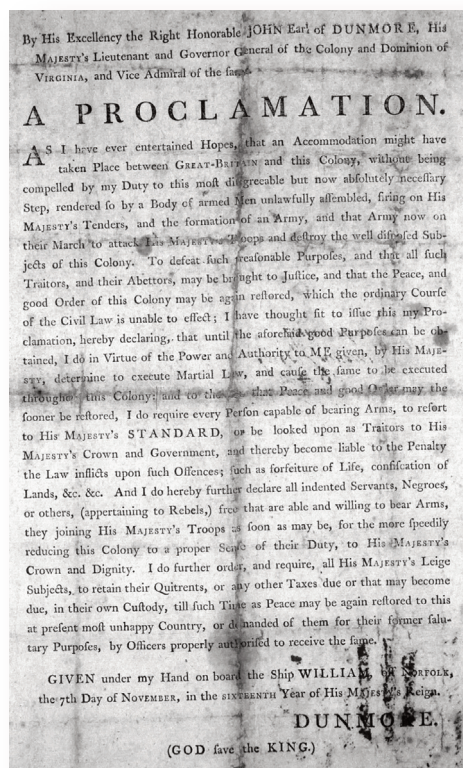 By His Excellency the Right Honorable JOHN Earl of DUNMORE, His
MAJESTY's Lieutenant and Governor General of the Colony and Dominion of
VIRGINIA, and Vice Admiral of the same.
A PROCLAMATION.
AS I have ever entertained Hopes, that an Accommodation might have
taken Place between GREAT-BRITAIN and this Colony, without being
compelled by my Duty to this moſt diſagreeable but now abſolutely neceſſary
Step, rendered ſo by a Body of armed Men unlawfully aſſembled, firing on His
MAJESTY's Tenders, and the formation of an Army, and that Army now on
their March to attack His MAJESTY's Troops and deſtroy the well diſpoſed Sub-
jects of this Colony. To defeat ſuch treaſonable Purpoſes, and that all ſuch
Traitors, and their Abettors, may be brought to Juſtice, and that the Peace, and
good Order of this Colony may be again reſtored, which the ordinary Courſe
of the Civil Law is unable to effect; I have thought fit to iſſue this my Pro-
clamation, hereby declaring, that until the aforeſaid good Purpoſes can be ob-
tained, I do in Virtue of the Power and Authority to ME given, by His MAJE-
STY, determine to execute Martial Law, and cauſe the ſame to be executed
throughout this Colony: and to the end that Peace and good Order may the
ſooner be reſtored, I do require every Perſon capable of bearing Arms, to reſort
to His MAJESTY's STANDARD, or be looked upon as Traitors to His
MAJESTY's Crown and Government, and thereby become liable to the Penalty
the Law inflicts upon ſuch Offences; ſuch as forfeiture of Life, confiſcation of
Lands, &c. &c. And I do hereby further declare all indented Servants, Negroes,
or others, (appertaining to Rebels,) free that are able and willing to bear Arms,
they joining His MAJESTY's Troops as ſoon as may be, for the more ſpeedily
reducing this Colony to a proper Senſe of their Duty, to His MAJESTY's
Crown and Dignity. I do further order, and require, all His MAJESTY's Leige
Subjects, to retain their Quitrents, or any other Taxes due or that may become
due, in their own Cuſtody, till ſuch Time as Peace may be again reſtored to this
at preſent moſt unhappy Country, or demanded of them for their former ſalu-
tary Purpoſes, by Officers properly authoriſed to receive the ſame.
GIVEN under my Hand on board the Ship WILLIAM, by NORFOLK,
the 7th Day of NOVEMBER, in the SIXTEENTH Year of His MAJESTY's Reign.
DUNMORE.
(GOD ſave the KING.)